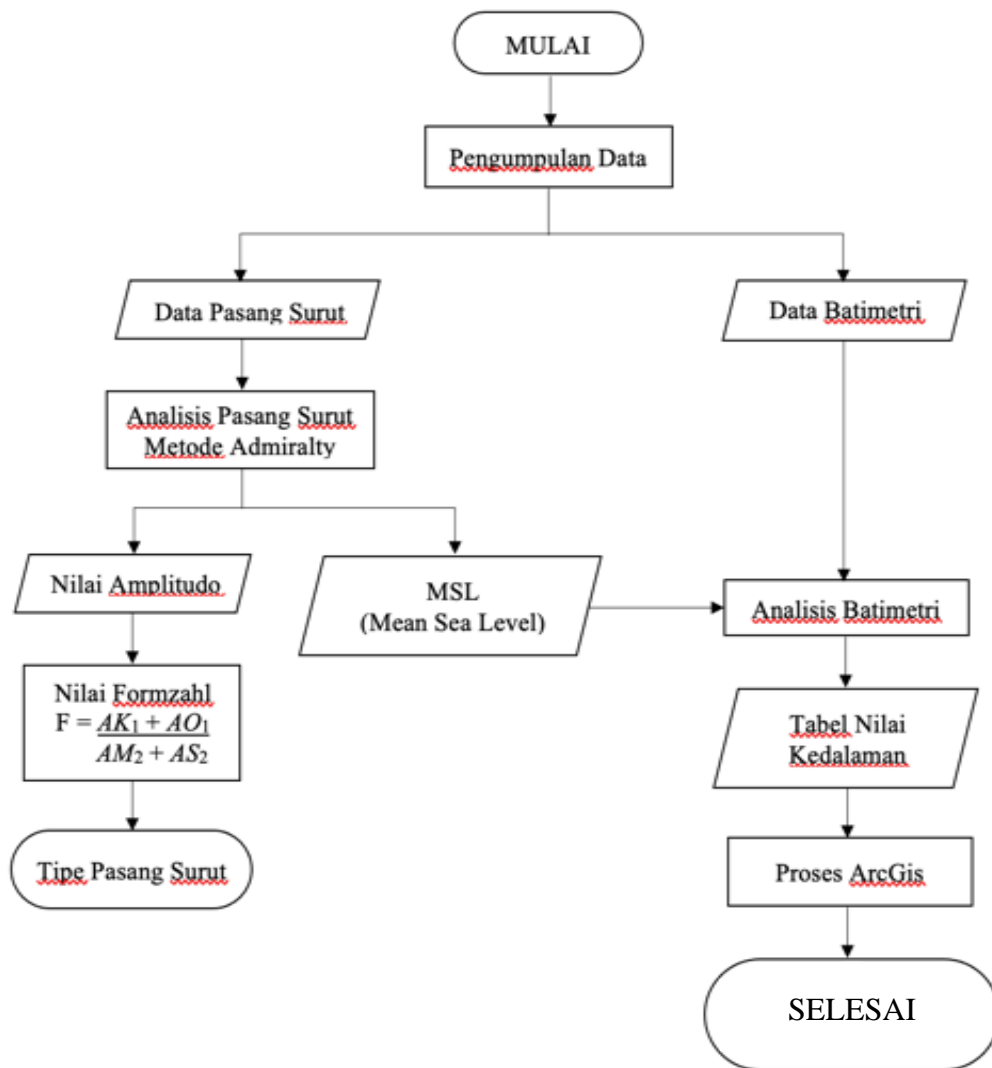 MULAI
Pengumpulan Data
Data Pasang Surut
Data Batimetri
Analisis Pasang Surut
Metode Admiralty
Nilai Amplitudo
MSL
(Mean Sea Level)
Analisis Batimetri
Nilai Formzahl
F = AK₁ + AO₁
AM₂ + AS₂
Tabel Nilai
Kedalaman
Tipe Pasang Surut
Proses ArcGis
SELESAI